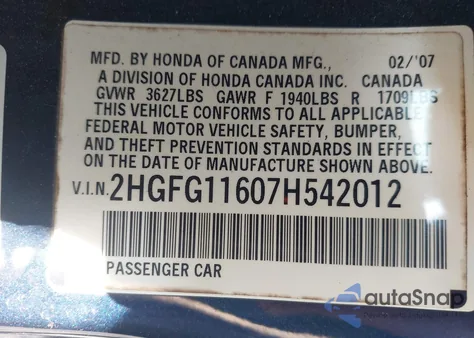 MFD. BY HONDA OF CANADA MFG., 02/'07
A DIVISION OF HONDA CANADA INC. CANADA
GVWR 3627LBS GAWR F 1940LBS R 1709LBS
THIS VEHICLE CONFORMS TO ALL APPLICABLE
FEDERAL MOTOR VEHICLE SAFETY, BUMPER,
AND THEFT PREVENTION STANDARDS IN EFFECT
ON THE DATE OF MANUFACTURE SHOWN ABOVE.
V.I.N. 2HGFG11607H542012
PASSENGER CAR
autoSnap